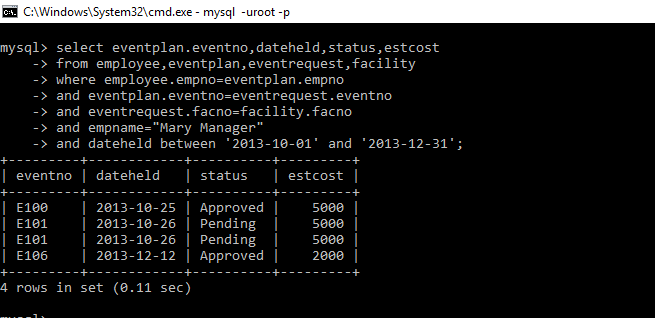 C:\Windows\System32\cmd.exe - mysql -uroot -p
mysql> select eventplan.eventno,dateheld,status,estcost
    -> from employee,eventplan,eventrequest,facility
    -> where employee.empno=eventplan.empno
    -> and eventplan.eventno=eventrequest.eventno
    -> and eventrequest.facno=facility.facno
    -> and empname="Mary Manager"
    -> and dateheld between '2013-10-01' and '2013-12-31';
+---------+------------+----------+---------+
| eventno | dateheld   | status   | estcost |
+---------+------------+----------+---------+
| E100    | 2013-10-25 | Approved |    5000 |
| E101    | 2013-10-26 | Pending  |    5000 |
| E101    | 2013-10-26 | Pending  |    5000 |
| E106    | 2013-12-12 | Approved |    2000 |
+---------+------------+----------+---------+
4 rows in set (0.11 sec)

mysql>